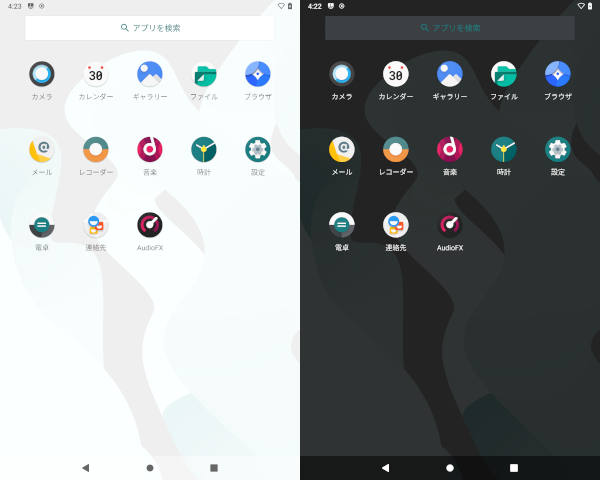 4:23
アプリを検索
30
カメラ カレンダー ギャラリー ファイル ブラウザ
@
メール レコーダー 音楽 時計 設定
電卓 連絡先 AudioFX
4:22
アプリを検索
30
カメラ カレンダー ギャラリー ファイル ブラウザ
@
メール レコーダー 音楽 時計 設定
電卓 連絡先 AudioFX